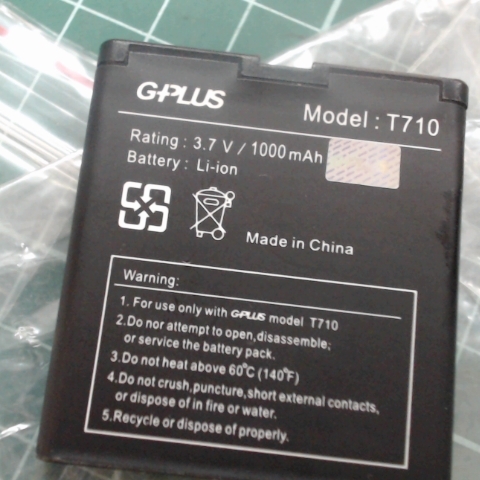 GPLUS
Model : T710
Rating : 3.7 V / 1000 mAh
Battery : Li-ion
Made in China
Warning:
1. For use only with GPLUS model T710
2.Do nor attempt to open,disassemble;
or service the battery pack.
3.Do not heat above 60°C (140°F)
4.Do not crush,puncture,short external contacts,
or dispose of in fire or water.
5.Recycle or dispose of properly.